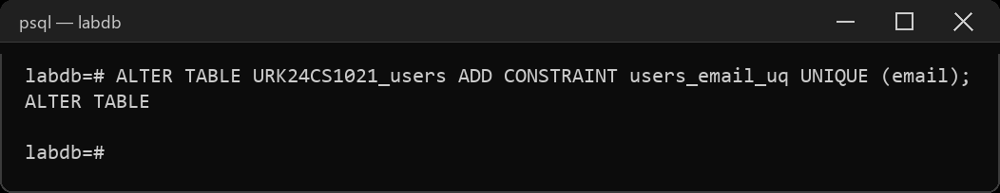 psql — labdb
labdb=# ALTER TABLE URK24CS1021_users ADD CONSTRAINT users_email_uq UNIQUE (email);
ALTER TABLE
labdb=#